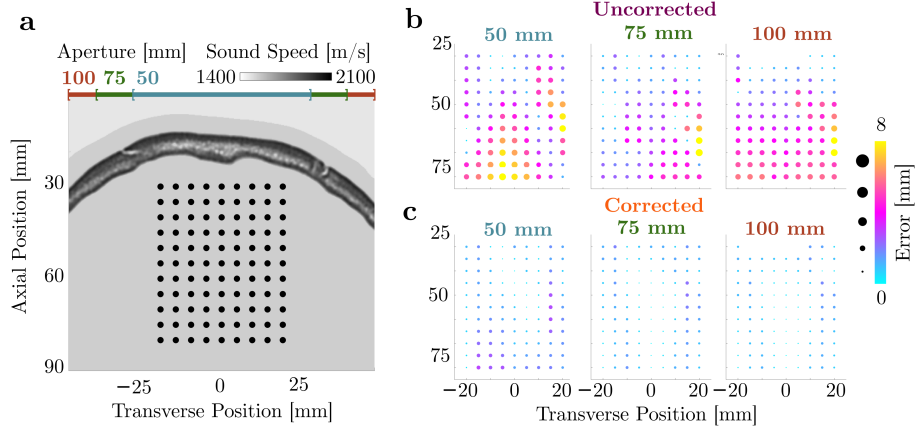 a
Aperture [mm]
Sound Speed [m/s]
100
75
50
1400
2100
Axial Position [mm]
30
60
90
−25
0
25
Transverse Position [mm]
b
Uncorrected
50 mm
75 mm
100 mm
25
50
75
c
Corrected
50 mm
75 mm
100 mm
25
50
75
−20
0
20
−20
0
20
−20
0
20
Transverse Position [mm]
8
0
Error [mm]